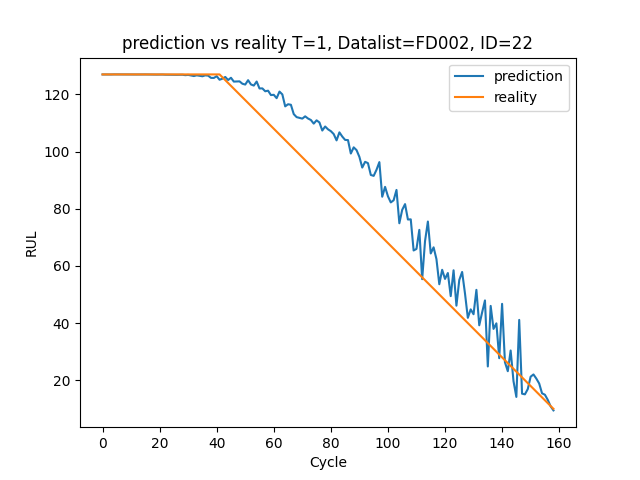 prediction vs reality T=1, Datalist=FD002, ID=22
prediction
reality
RUL
120
100
80
60
40
20
0 20 40 60 80 100 120 140 160
Cycle